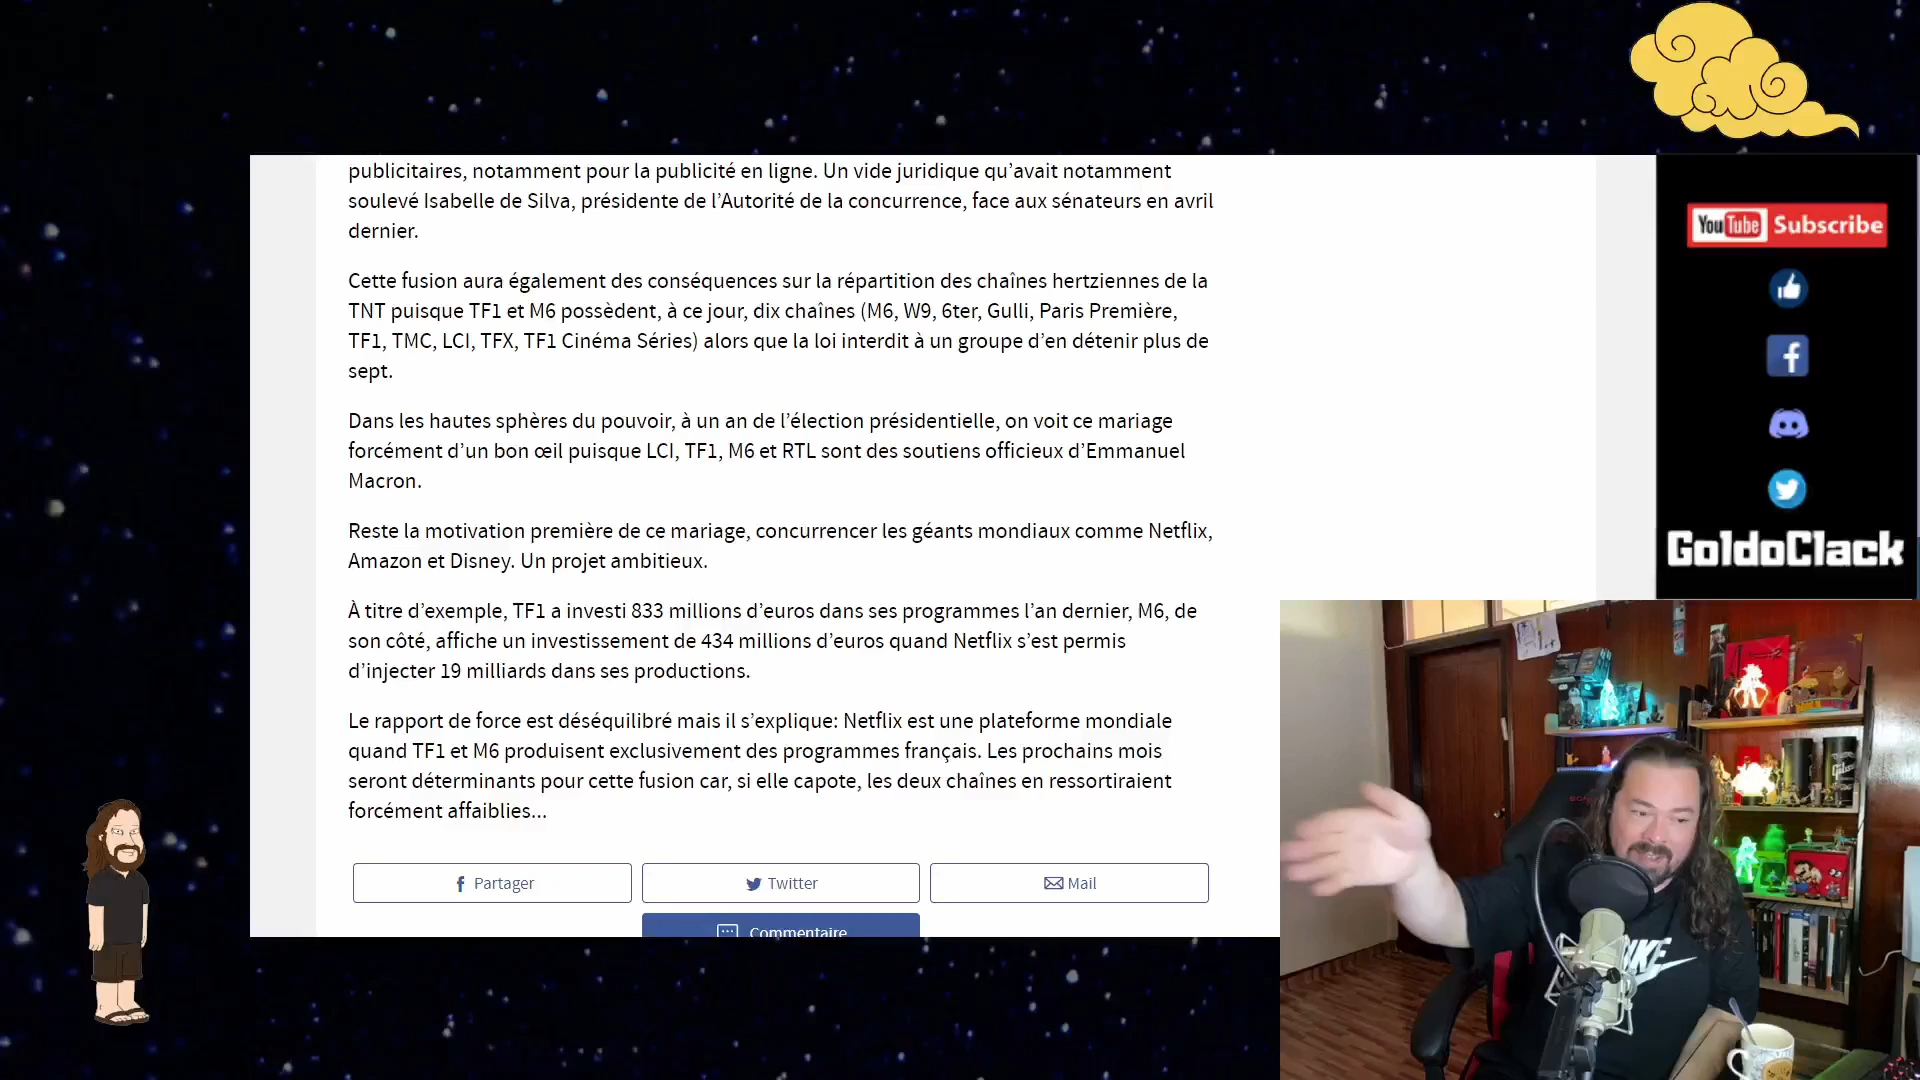 publicitaires, notamment pour la publicité en ligne. Un vide juridique qu’avait notamment
soulevé Isabelle de Silva, présidente de l’Autorité de la concurrence, face aux sénateurs en avril
dernier.
Cette fusion aura également des conséquences sur la répartition des chaînes hertziennes de la
TNT puisque TF1 et M6 possèdent, à ce jour, dix chaînes (M6, W9, 6ter, Gulli, Paris Première,
TF1, TMC, LCI, TFX, TF1 Cinéma Séries) alors que la loi interdit à un groupe d’en détenir plus de
sept.
Dans les hautes sphères du pouvoir, à un an de l’élection présidentielle, on voit ce mariage
forcément d’un bon œil puisque LCI, TF1, M6 et RTL sont des soutiens officieux d’Emmanuel
Macron.
Reste la motivation première de ce mariage, concurrencer les géants mondiaux comme Netflix,
Amazon et Disney. Un projet ambitieux.
À titre d’exemple, TF1 a investi 833 millions d’euros dans ses programmes l’an dernier, M6, de
son côté, affiche un investissement de 434 millions d’euros quand Netflix s’est permis
d’injecter 19 milliards dans ses productions.
Le rapport de force est déséquilibré mais il s’explique: Netflix est une plateforme mondiale
quand TF1 et M6 produisent exclusivement des programmes français. Les prochains mois
seront déterminants pour cette fusion car, si elle capote, les deux chaînes en ressortiraient
forcément affaiblies...
Partager
Twitter
Mail
Commentaire
YouTube Subscribe
GoldoClack